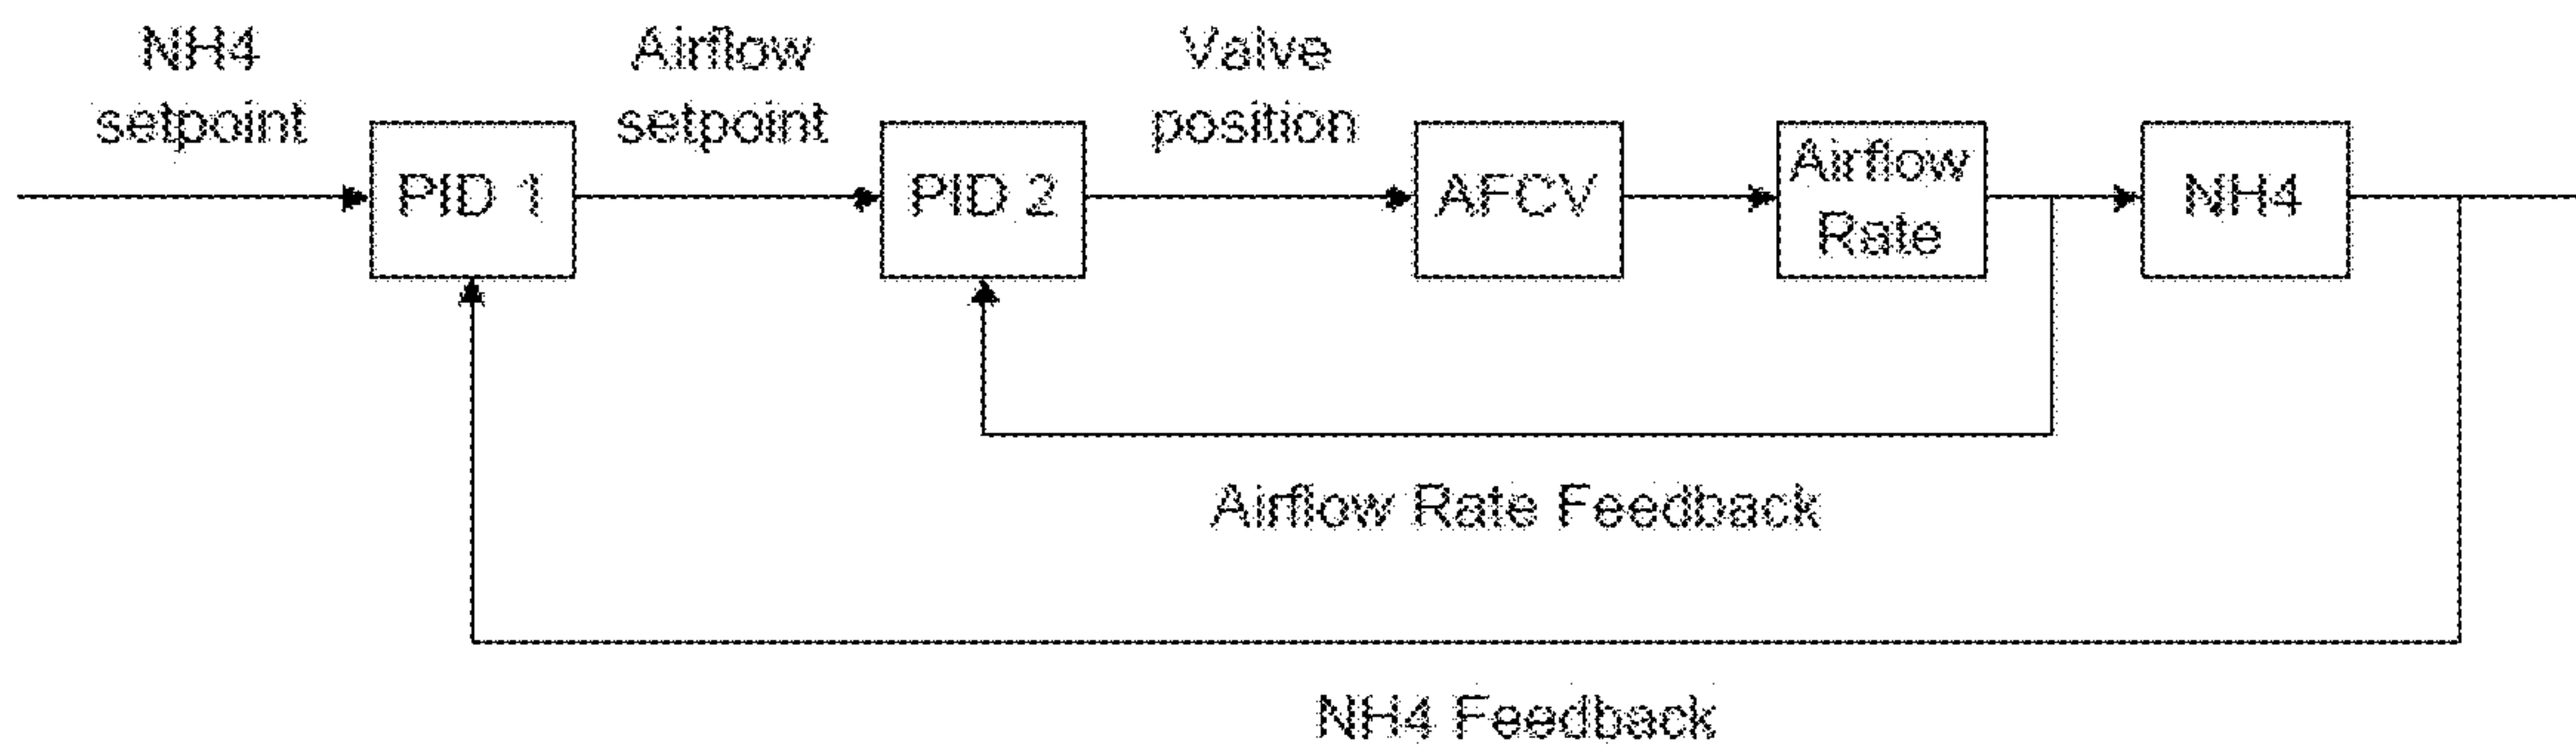 NH4
setpoint
Airflow
setpoint
Valve
position
PID 1
PID 2
AFCV
Airflow
Rate
NH4
Airflow Rate Feedback
NH4 Feedback